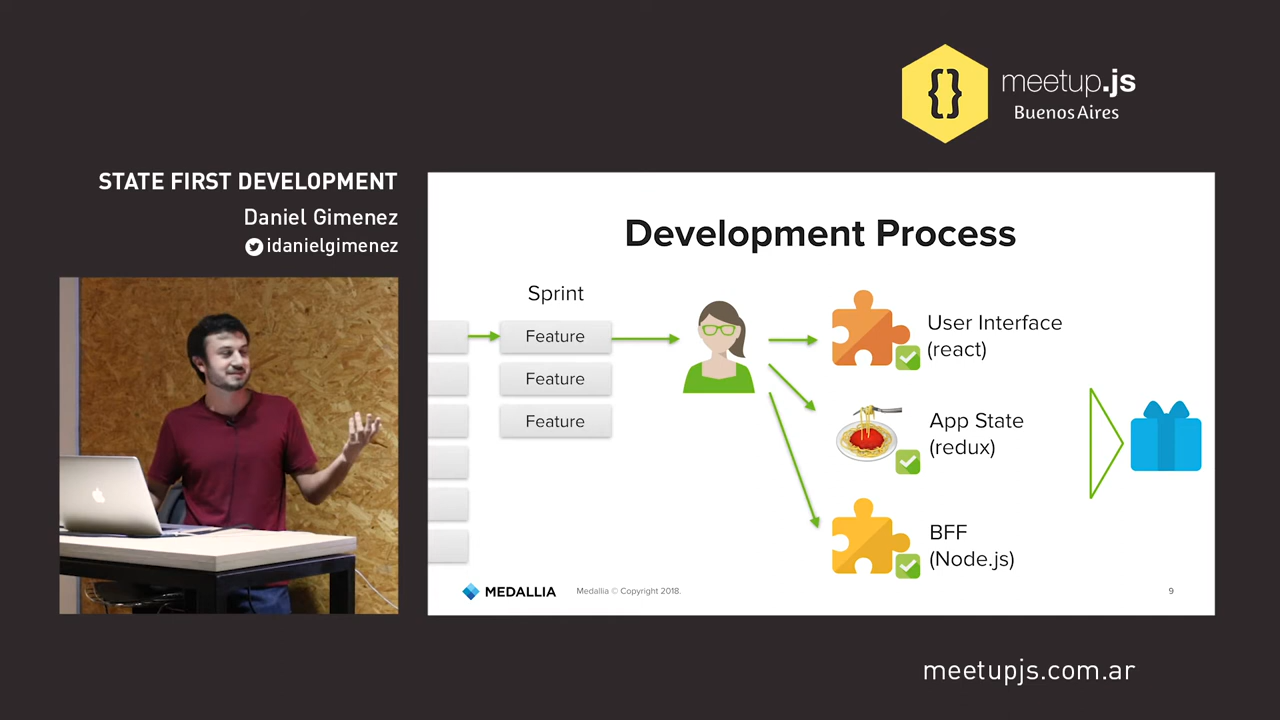 {}
meetup.js
Buenos Aires
STATE FIRST DEVELOPMENT
Daniel Gimenez
idanielgimenez
Development Process
Sprint
Feature
Feature
Feature
User Interface
(react)
App State
(redux)
BFF
(Node.js)
MEDALLIA
Medallia © Copyright 2018.
9
meetupjs.com.ar